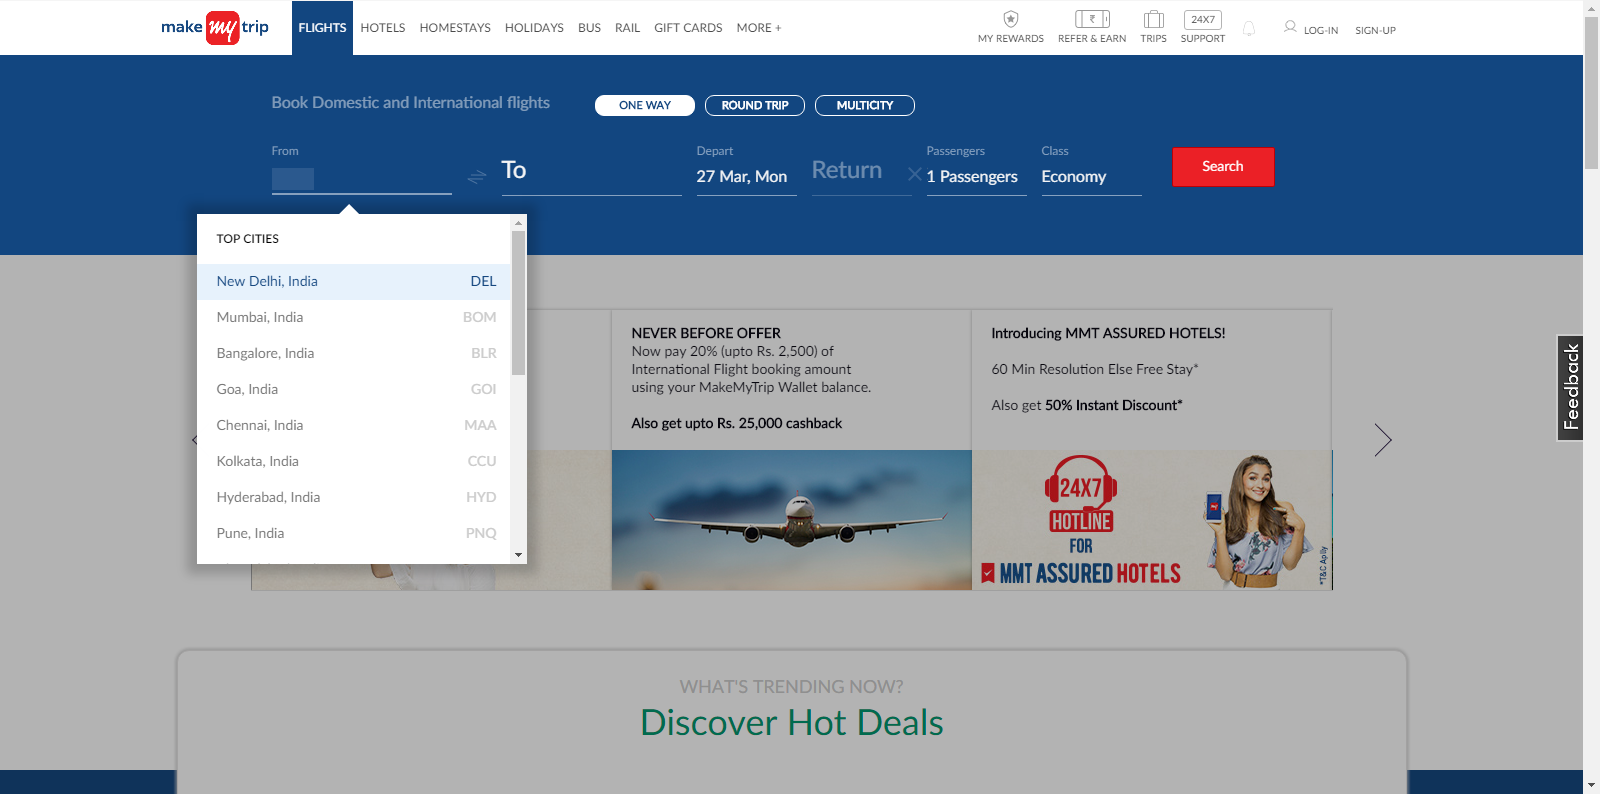 make my trip
FLIGHTS HOTELS HOMESTAYS HOLIDAYS BUS RAIL GIFT CARDS MORE +
MY REWARDS
REFER & EARN
TRIPS
24X7
SUPPORT
LOG-IN
SIGN-UP
Book Domestic and International flights
ONE WAY
ROUND TRIP
MULTICITY
From
To
Depart
27 Mar, Mon
Return
Passengers
1 Passengers
Class
Economy
Search
TOP CITIES
New Delhi, India DEL
Mumbai, India BOM
Bangalore, India BLR
Goa, India GOI
Chennai, India MAA
Kolkata, India CCU
Hyderabad, India HYD
Pune, India PNQ
NEVER BEFORE OFFER
Now pay 20% (upto Rs. 2,500) of
International Flight booking amount
using your MakeMyTrip Wallet balance.
Also get upto Rs. 25,000 cashback
Introducing MMT ASSURED HOTELS!
60 Min Resolution Else Free Stay*
Also get 50% Instant Discount*
24X7
HOTLINE
FOR
MMT ASSURED HOTELS
my
*T&C Aplly
Feedback
WHAT'S TRENDING NOW?
Discover Hot Deals